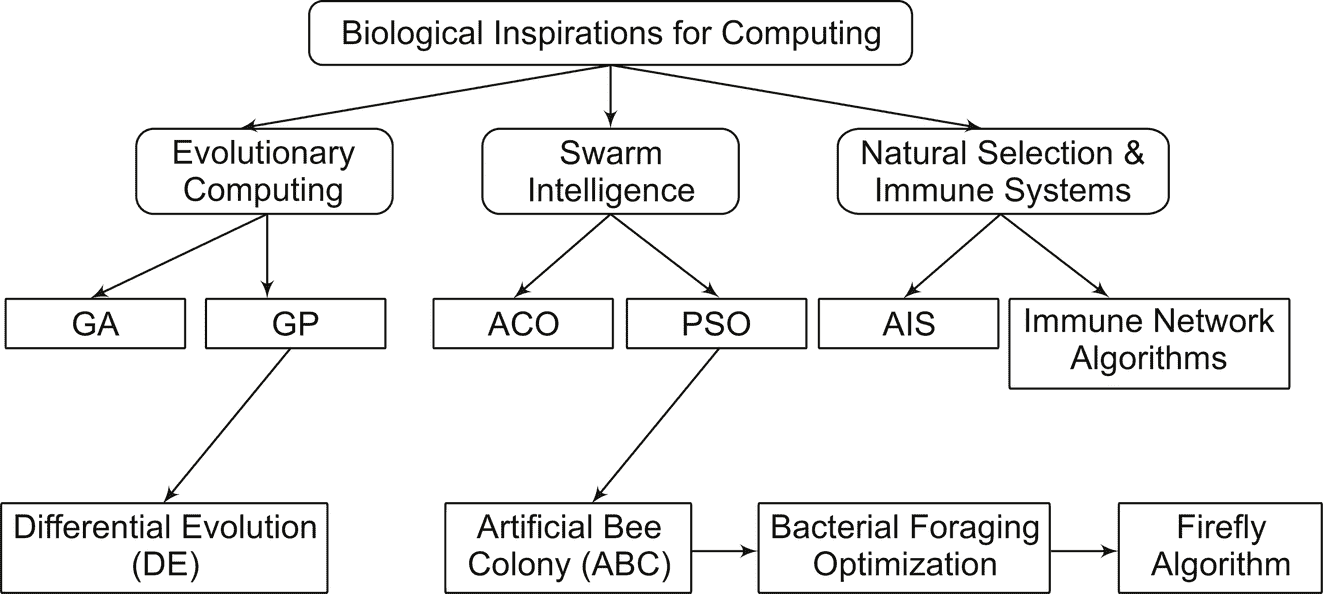 Biological Inspirations for Computing
Evolutionary
Computing
Swarm
Intelligence
Natural Selection &
Immune Systems
GA
GP
ACO
PSO
AIS
Immune Network
Algorithms
Differential Evolution
(DE)
Artificial Bee
Colony (ABC)
Bacterial Foraging
Optimization
Firefly
Algorithm